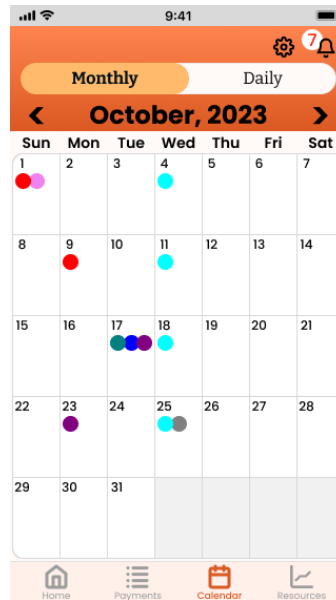 9:41
7
Monthly Daily
< October, 2023 >
Sun Mon Tue Wed Thu Fri Sat
1 2 3 4 5 6 7
8 9 10 11 12 13 14
15 16 17 18 19 20 21
22 23 24 25 26 27 28
29 30 31
Home Payments Calendar Resources